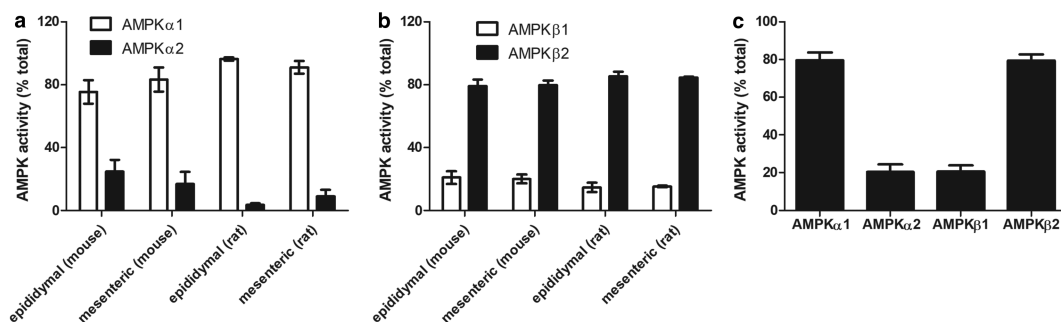 a
AMPK activity (% total)
120
80
40
0
AMPKα1
AMPKα2
epididymal (mouse)
mesenteric (mouse)
epididymal (rat)
mesenteric (rat)
b
AMPK activity (% total)
120
80
40
0
AMPKβ1
AMPKβ2
epididymal (mouse)
mesenteric (mouse)
epididymal (rat)
mesenteric (rat)
c
AMPK activity (% total)
100
80
60
40
20
0
AMPKα1 AMPKα2 AMPKβ1 AMPKβ2